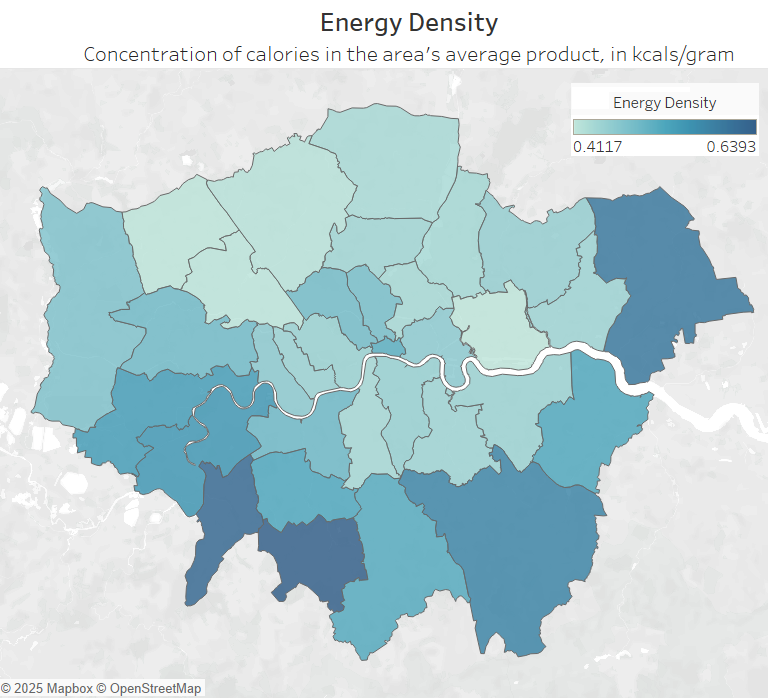 Energy Density
Concentration of calories in the area's average product, in kcals/gram
Energy Density
0.4117 0.6393
© 2025 Mapbox © OpenStreetMap